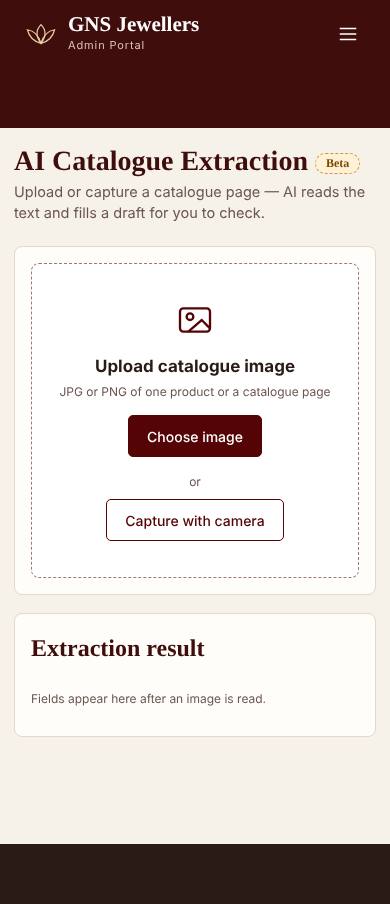 GNS Jewellers
Admin Portal
AI Catalogue Extraction Beta
Upload or capture a catalogue page — AI reads the
text and fills a draft for you to check.
Upload catalogue image
JPG or PNG of one product or a catalogue page
Choose image
or
Capture with camera
Extraction result
Fields appear here after an image is read.